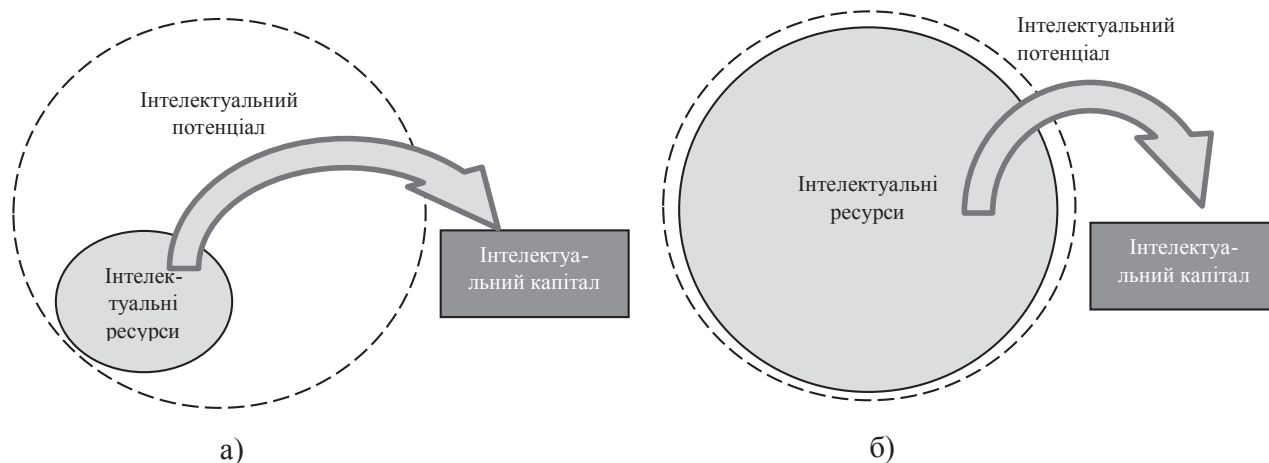 Інтелектуальний
потенціал
Інтелек-
туальні
ресурси
Інтелектуа-
льний капітал
а)
Інтелектуальний
потенціал
Інтелектуальні
ресурси
Інтелектуа-
льний капітал
б)